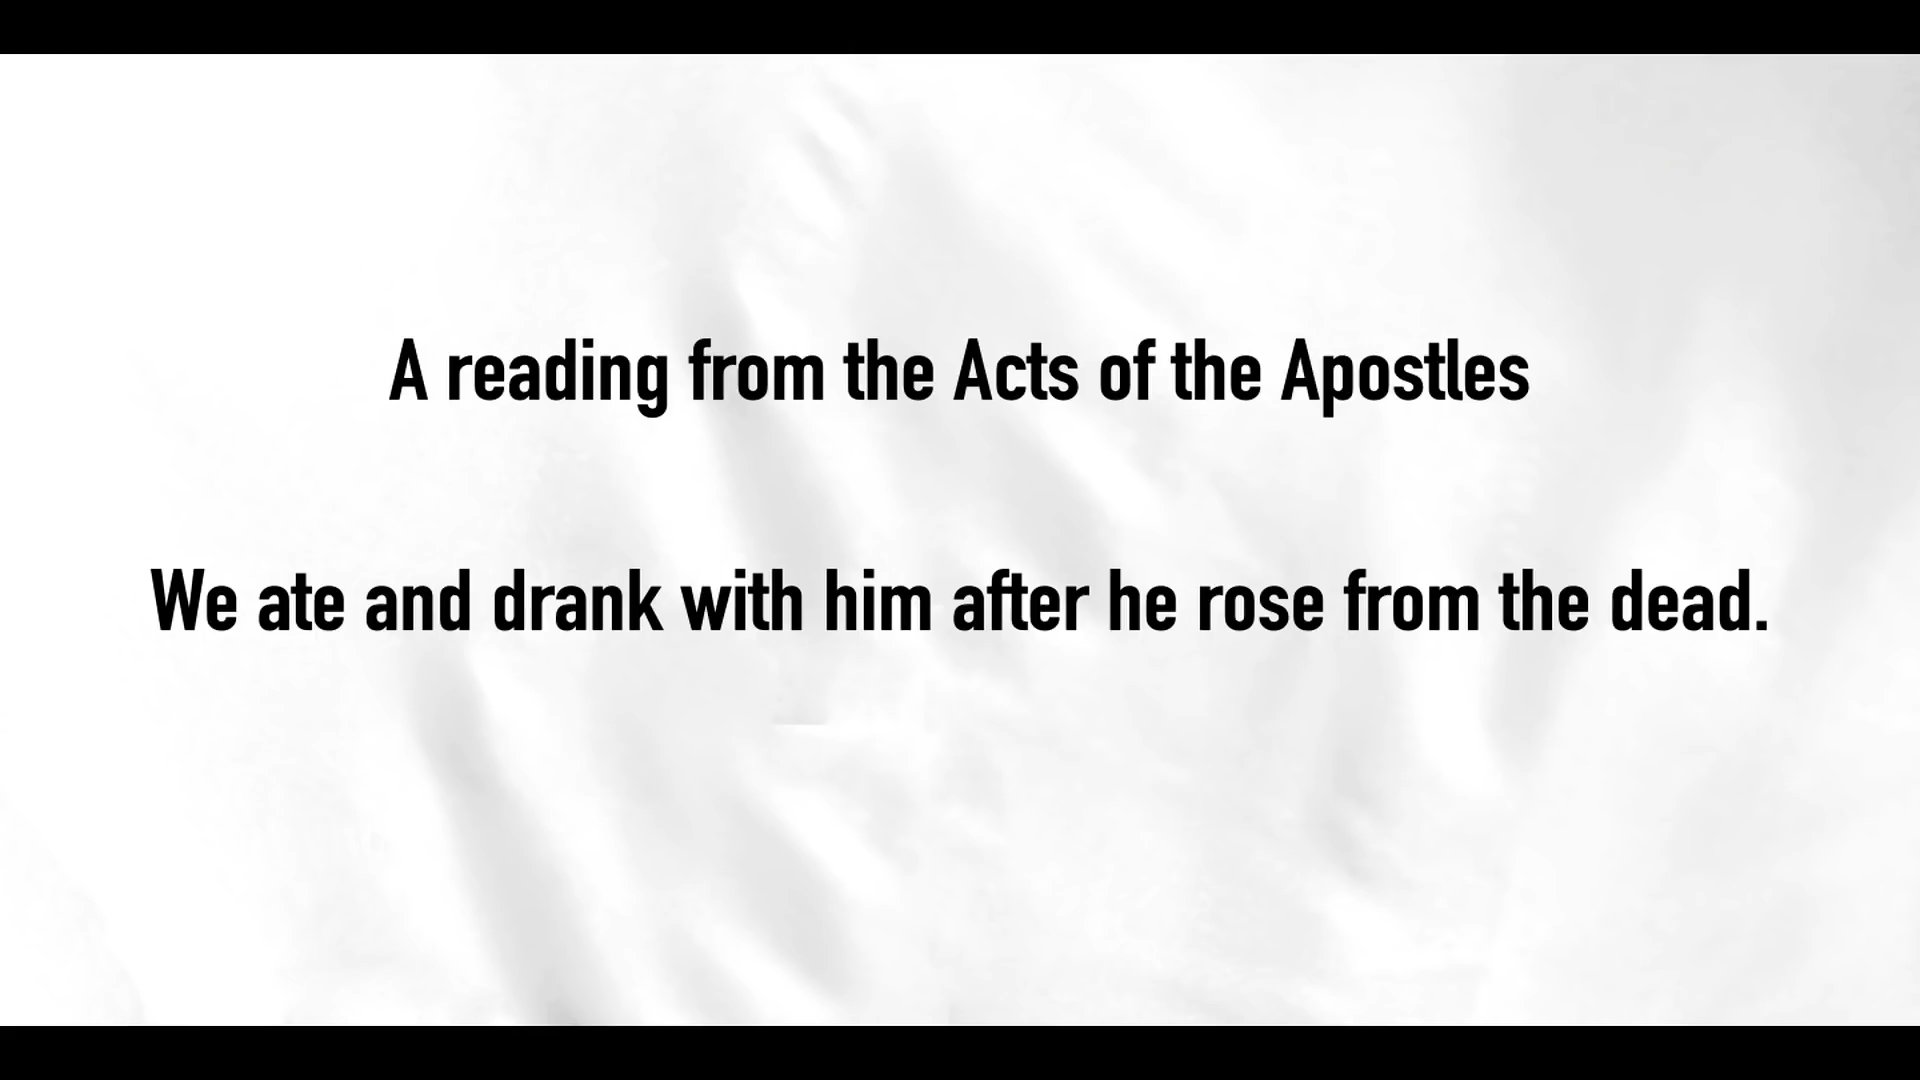 A reading from the Acts of the Apostles
We ate and drank with him after he rose from the dead.